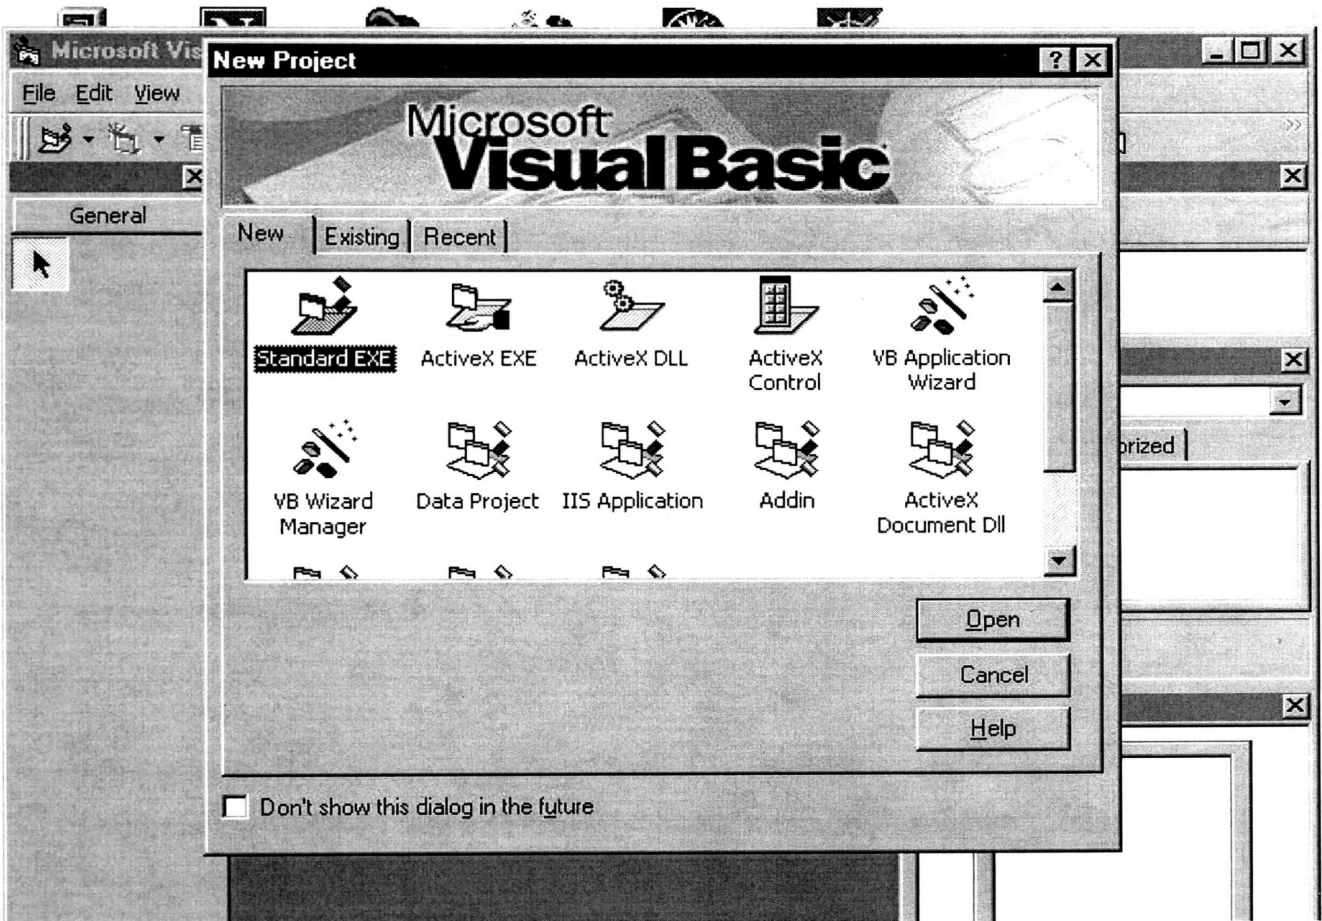 Microsoft Vis
File Edit View
General
New Project
Microsoft
Visual Basic
New Existing Recent
Standard EXE ActiveX EXE ActiveX DLL ActiveX Control VB Application Wizard
VB Wizard Manager Data Project IIS Application Addin ActiveX Document Dll
Open
Cancel
Help
Don't show this dialog in the future
orized